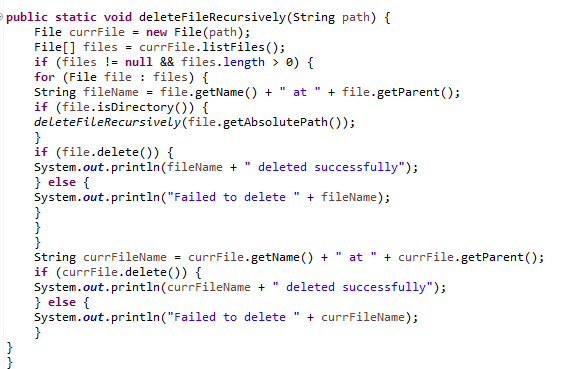 public static void deleteFileRecursively(String path) {
File currFile = new File(path);
File[] files = currFile.listFiles();
if (files != null && files.length > 0) {
for (File file : files) {
String fileName = file.getName() + " at " + file.getParent();
if (file.isDirectory()) {
deleteFileRecursively(file.getAbsolutePath());
}
if (file.delete()) {
System.out.println(fileName + " deleted successfully");
} else {
System.out.println("Failed to delete " + fileName);
}
}
}
String currFileName = currFile.getName() + " at " + currFile.getParent();
if (currFile.delete()) {
System.out.println(currFileName + " deleted successfully");
} else {
System.out.println("Failed to delete " + currFileName);
}
}
}